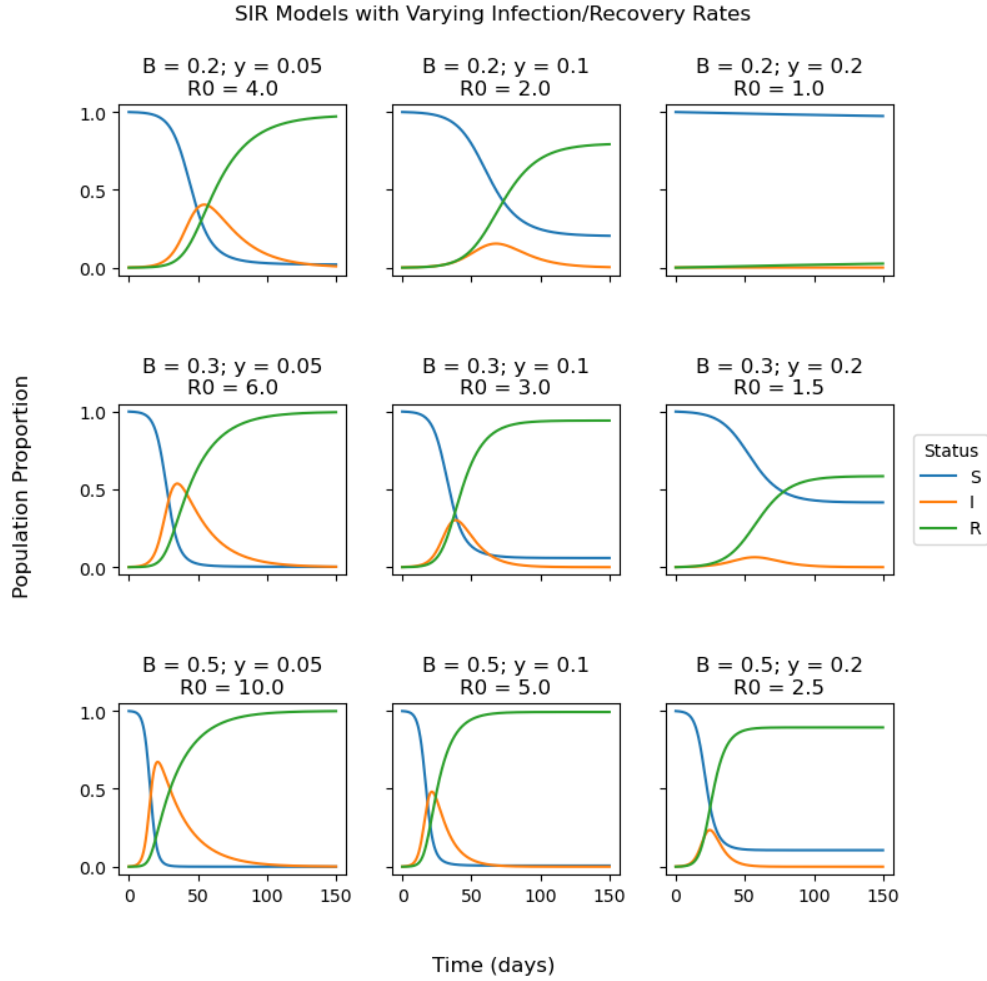 SIR Models with Varying Infection/Recovery Rates
B = 0.2; y = 0.05
R0 = 4.0
B = 0.2; y = 0.1
R0 = 2.0
B = 0.2; y = 0.2
R0 = 1.0
1.0
0.5
0.0
B = 0.3; y = 0.05
R0 = 6.0
B = 0.3; y = 0.1
R0 = 3.0
B = 0.3; y = 0.2
R0 = 1.5
1.0
0.5
0.0
Population Proportion
Status
S
I
R
B = 0.5; y = 0.05
R0 = 10.0
B = 0.5; y = 0.1
R0 = 5.0
B = 0.5; y = 0.2
R0 = 2.5
1.0
0.5
0.0
0 50 100 150
0 50 100 150
0 50 100 150
Time (days)